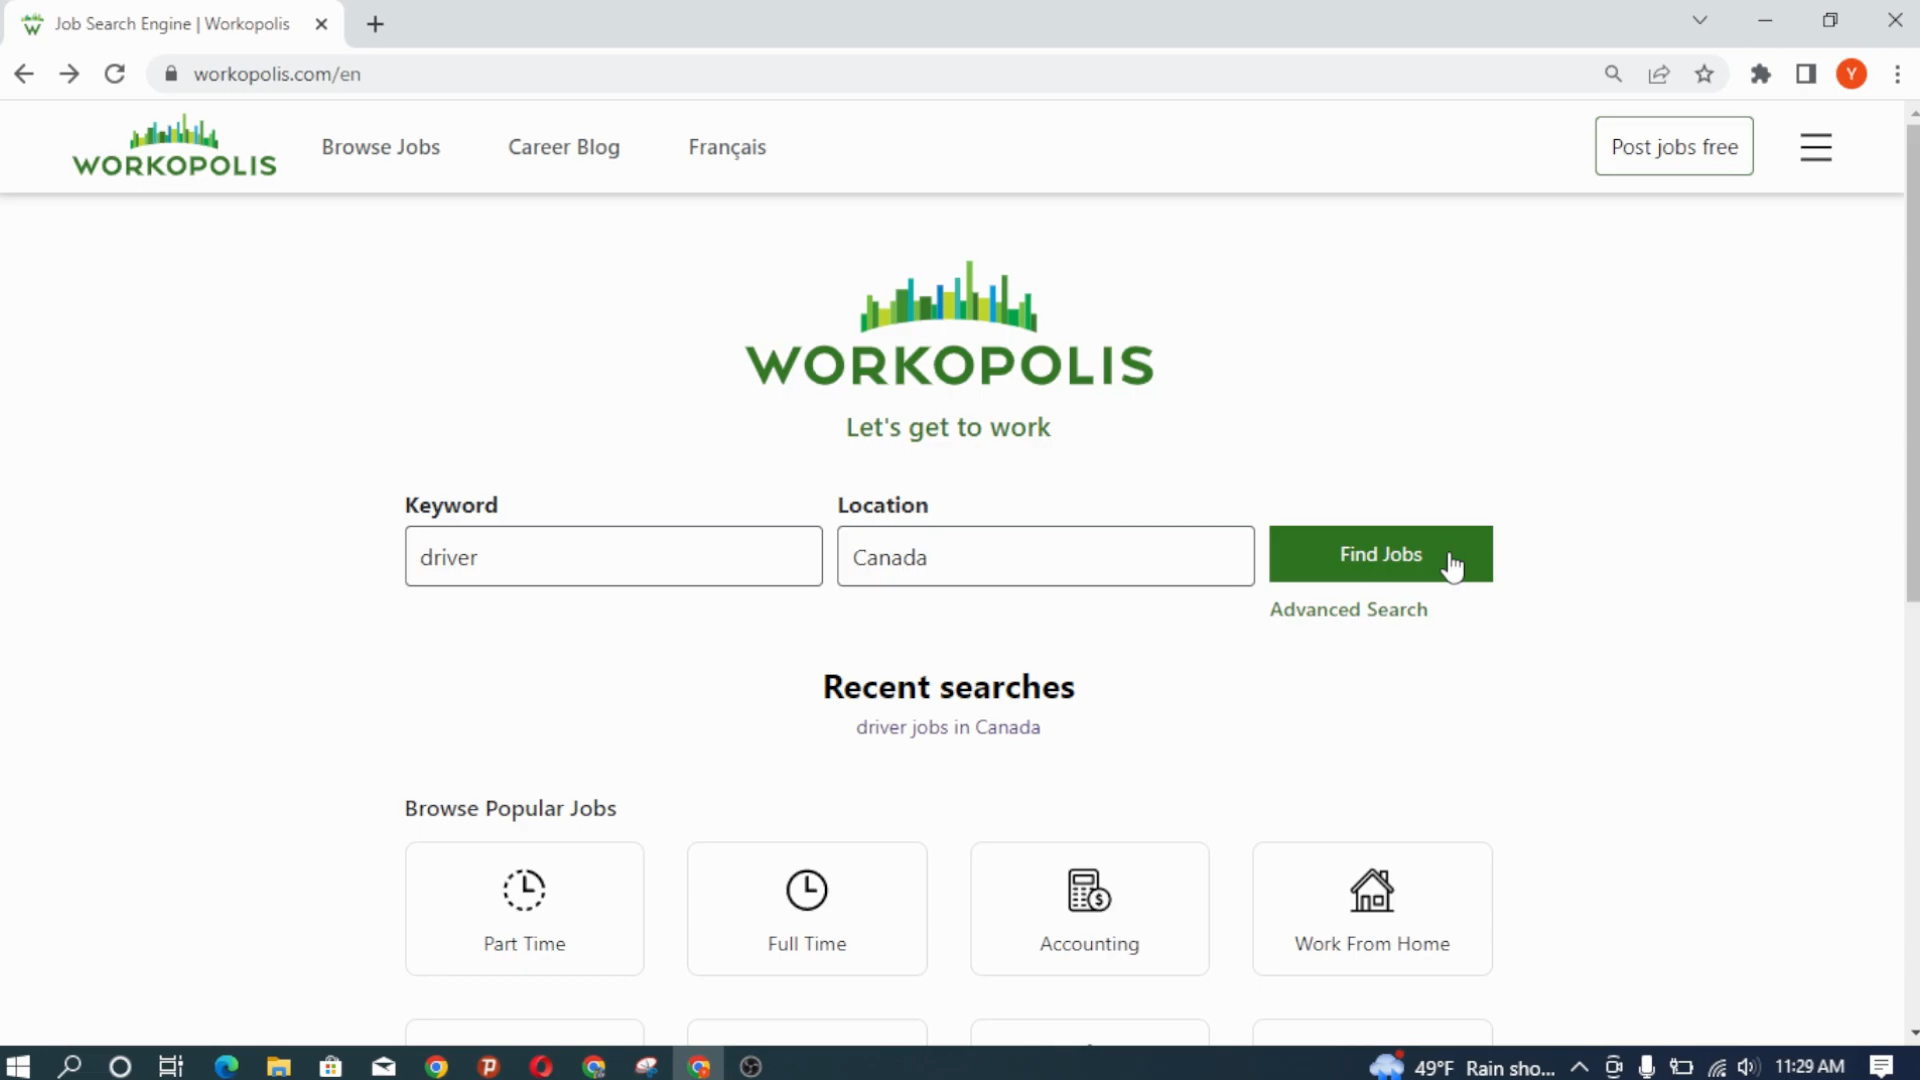 Job Search Engine | Workopolis
workopolis.com/en
Y
WORKOPOLIS
Browse Jobs
Career Blog
Français
Post jobs free
WORKOPOLIS
Let's get to work
Keyword
Location
driver
Canada
Find Jobs
Advanced Search
Recent searches
driver jobs in Canada
Browse Popular Jobs
Part Time
Full Time
Accounting
Work From Home
49°F Rain sho...
11:29 AM